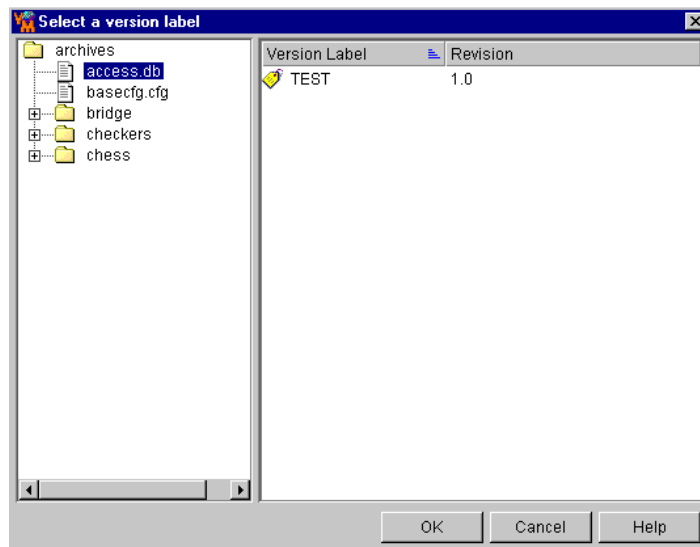 Select a version label
archives
access.db
basecfg.cfg
bridge
checkers
chess
Version Label Revision
TEST 1.0
OK Cancel Help